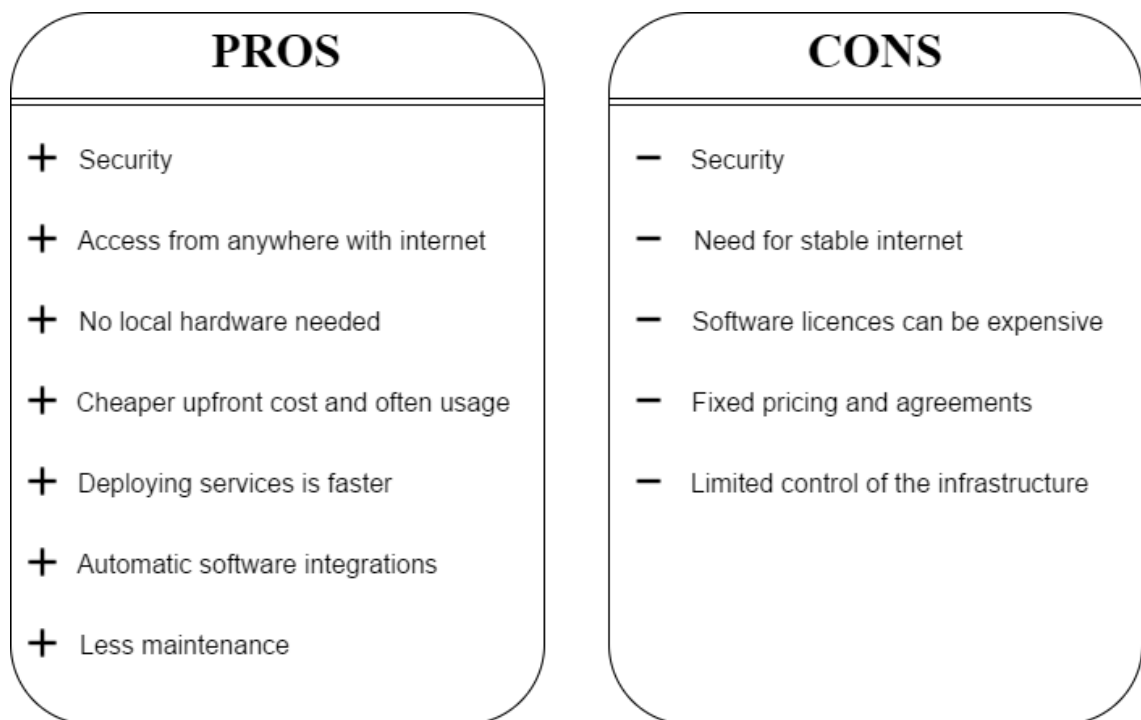 PROS
+ Security
+ Access from anywhere with internet
+ No local hardware needed
+ Cheaper upfront cost and often usage
+ Deploying services is faster
+ Automatic software integrations
+ Less maintenance
CONS
− Security
− Need for stable internet
− Software licences can be expensive
− Fixed pricing and agreements
− Limited control of the infrastructure